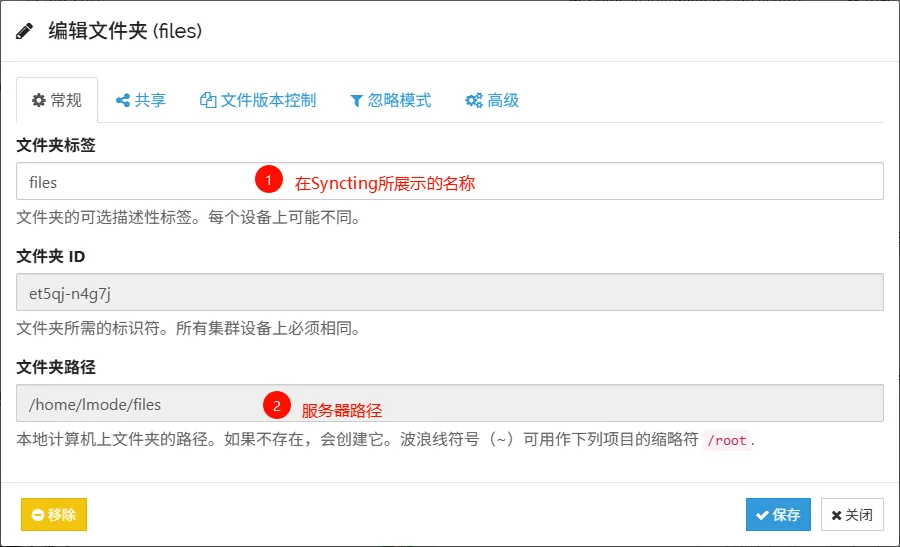 编辑文件夹 (files)
常规 共享 文件版本控制 忽略模式 高级
文件夹标签
files 1 在Syncting所展示的名称
文件夹的可选描述性标签。每个设备上可能不同。
文件夹 ID
et5qj-n4g7j
文件夹所需的标识符。所有集群设备上必须相同。
文件夹路径
/home/lmode/files 2 服务器路径
本地计算机上文件夹的路径。如果不存在，会创建它。波浪线符号（~）可用作下列项目的缩略符 /root.
移除 保存 关闭